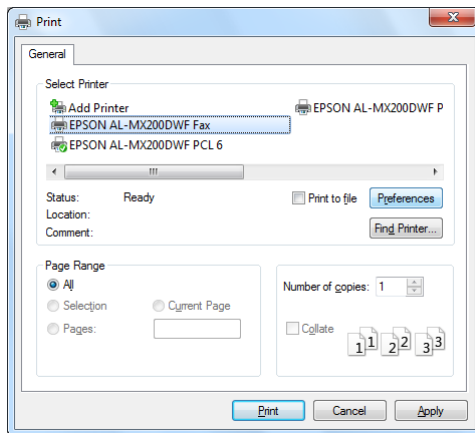 Print
General
Select Printer
Add Printer
EPSON AL-MX200DWF P
EPSON AL-MX200DWF Fax
EPSON AL-MX200DWF PCL 6
Status: Ready
Print to file
Preferences
Location:
Comment:
Find Printer...
Page Range
All
Selection
Current Page
Pages:
Number of copies: 1
Collate
1 1 2 2 3 3
Print
Cancel
Apply